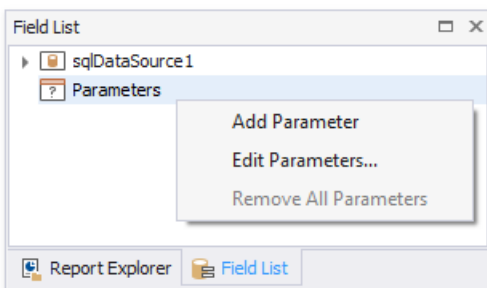 Field List
sqlDataSource1
?
Parameters
Add Parameter
Edit Parameters...
Remove All Parameters
Report Explorer
Field List